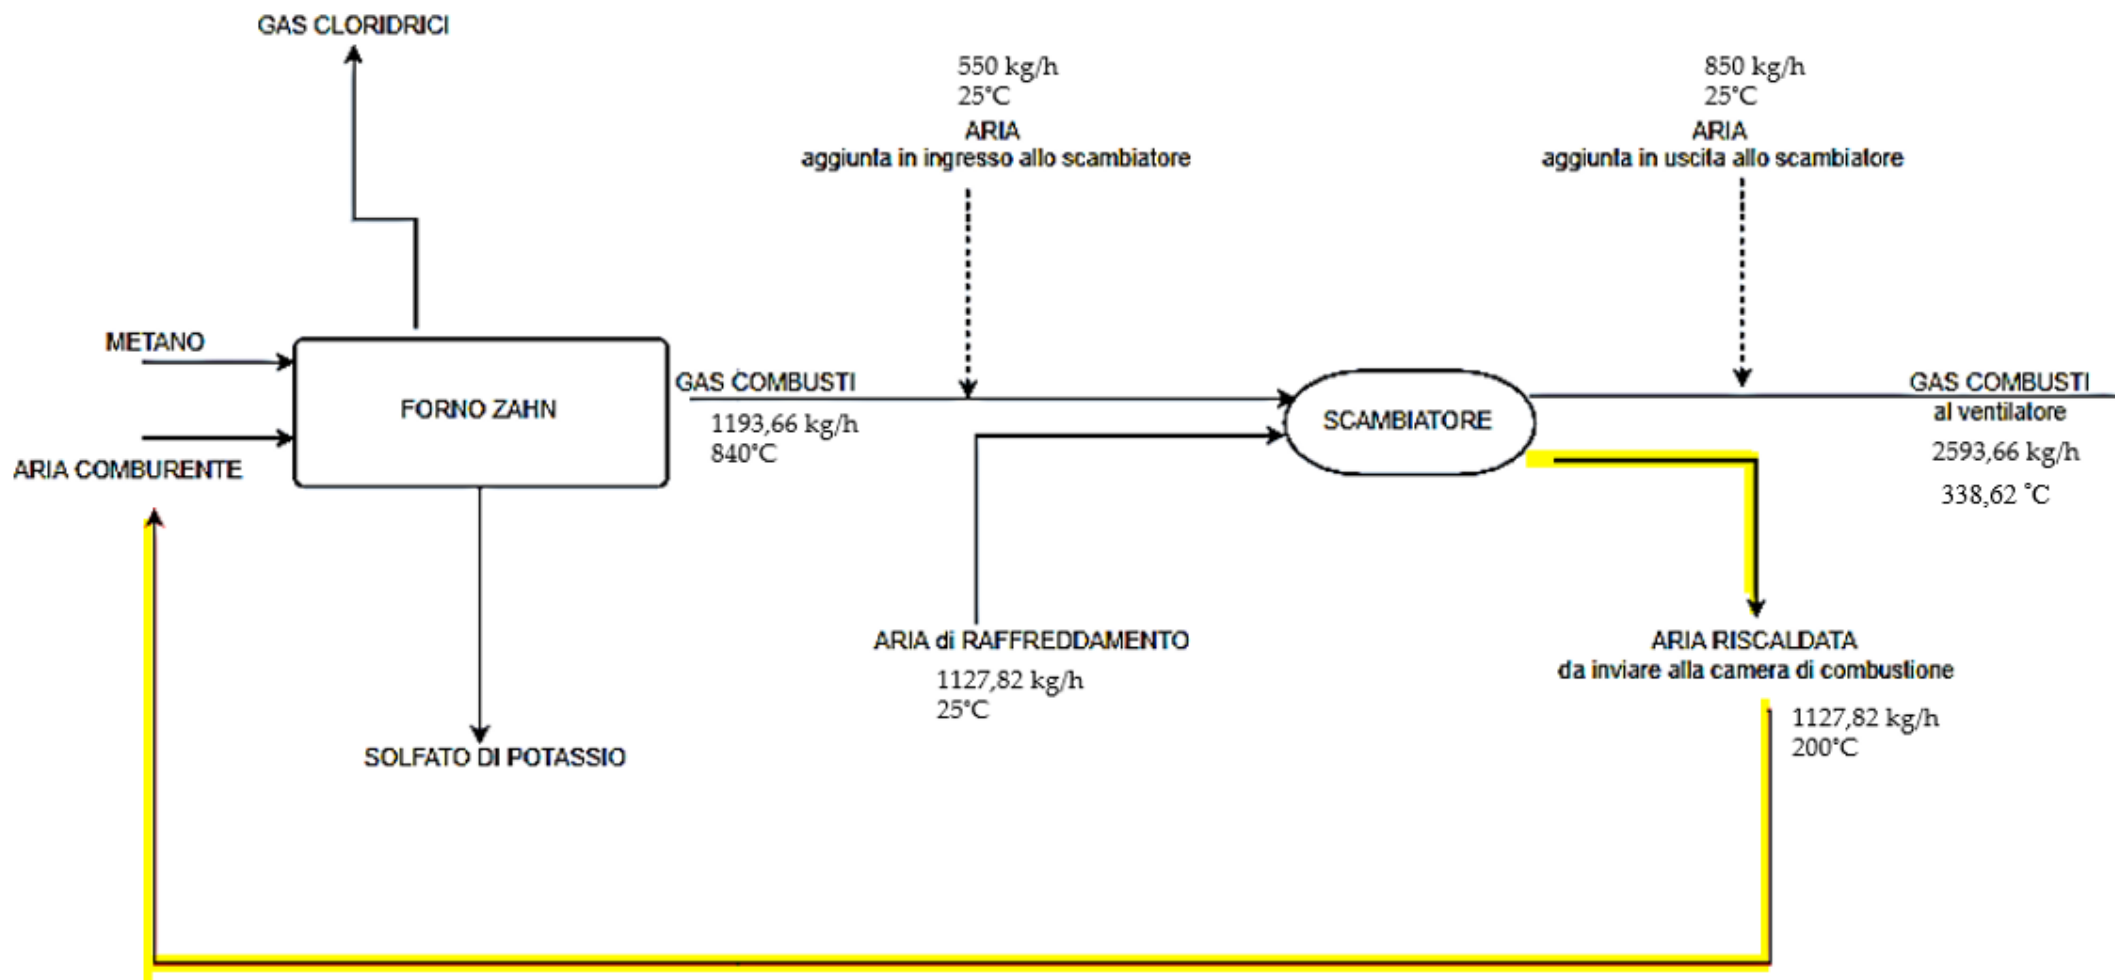 GAS CLORIDRICI
550 kg/h
25°C
ARIA
aggiunta in ingresso allo scambiatore
850 kg/h
25°C
ARIA
aggiunta in uscita allo scambiatore
METANO
FORNO ZAHN
ARIA COMBURENTE
GAS COMBUSTI
1193,66 kg/h
840°C
SCAMBIATORE
GAS COMBUSTI
al ventilatore
2593,66 kg/h
338,62 °C
ARIA di RAFFREDDAMENTO
1127,82 kg/h
25°C
ARIA RISCALDATA
da inviare alla camera di combustione
1127,82 kg/h
200°C
SOLFATO DI POTASSIO